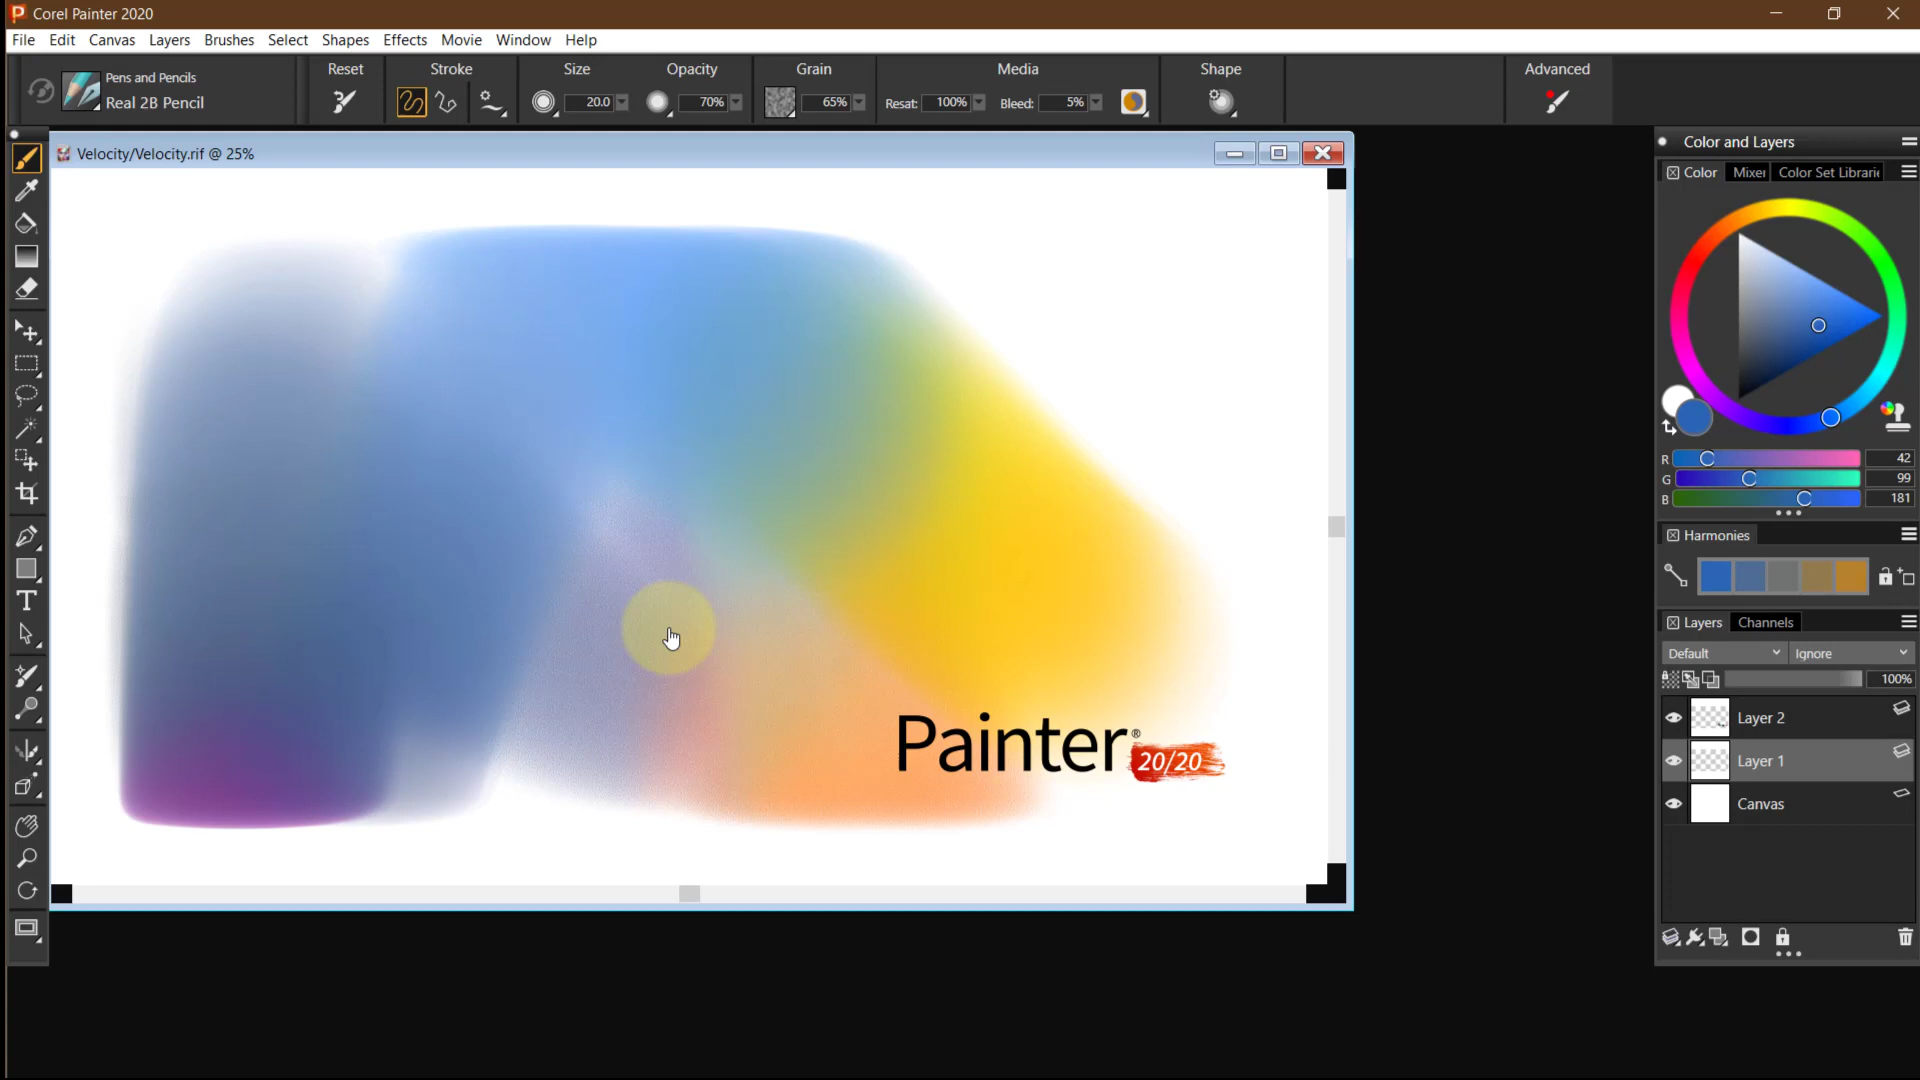 Corel Painter 2020
File Edit Canvas Layers Brushes Select Shapes Effects Movie Window Help
Pens and Pencils
Real 2B Pencil
Reset Stroke Size Opacity Grain Media Shape Advanced
20.0 70% 65% Resat: 100% Bleed: 5%
Velocity/Velocity.rif @ 25%
Painter®
20/20
Color and Layers
Color Mixer Color Set Librarie
R 42
G 99
B 181
Harmonies
Layers Channels
Default Ignore
100%
Layer 2
Layer 1
Canvas